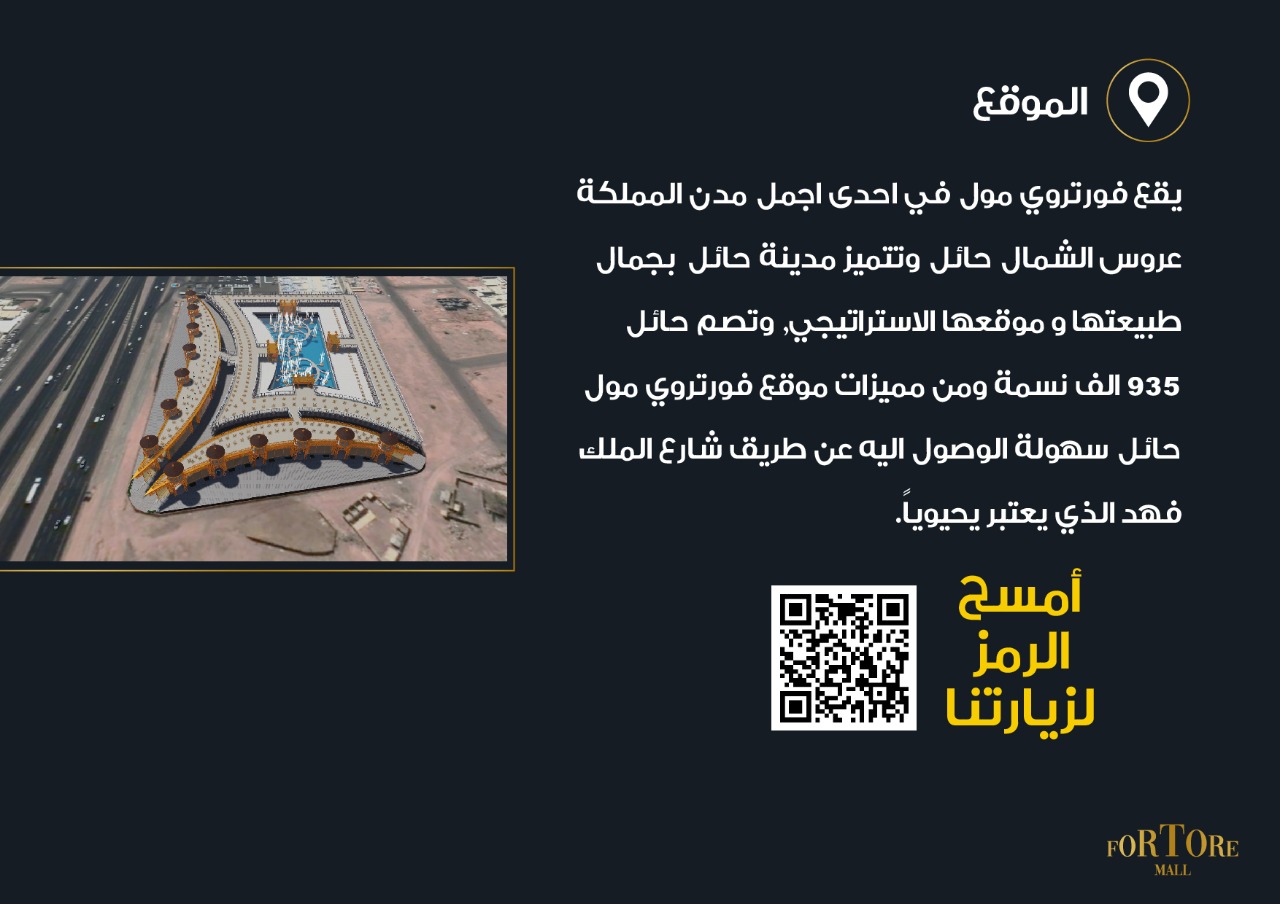 الموقع
يقع فورتروي مول في احدى اجمل مدن المملكة
عروس الشمال حائل وتتميز مدينة حائل بجمال
طبيعتها و موقعها الاستراتيجي, وتصم حائل
935 الف نسمة ومن مميزات موقع فورتروي مول
حائل سهولة الوصول اليه عن طريق شارع الملك
فهد الذي يعتبر يحيوياً.
أمسح
الرمز
لزيارتنا
FORTORE
MALL